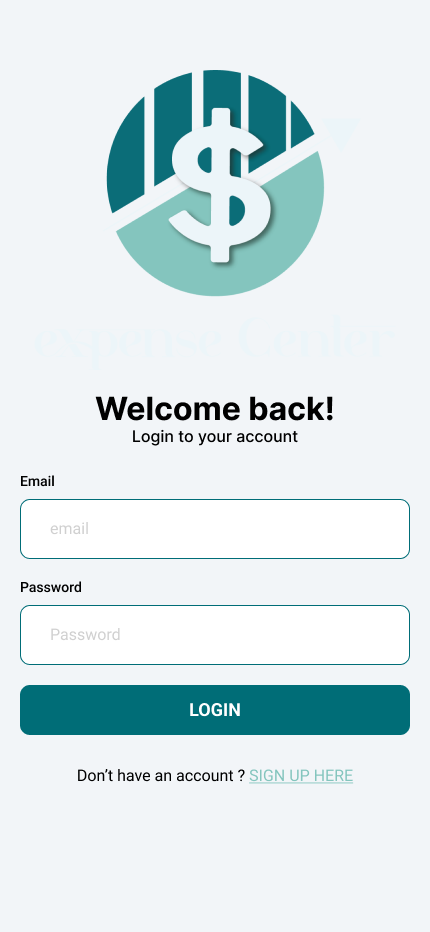 $
Welcome back!
Login to your account
Email
email
Password
Password
LOGIN
Don’t have an account ? SIGN UP HERE